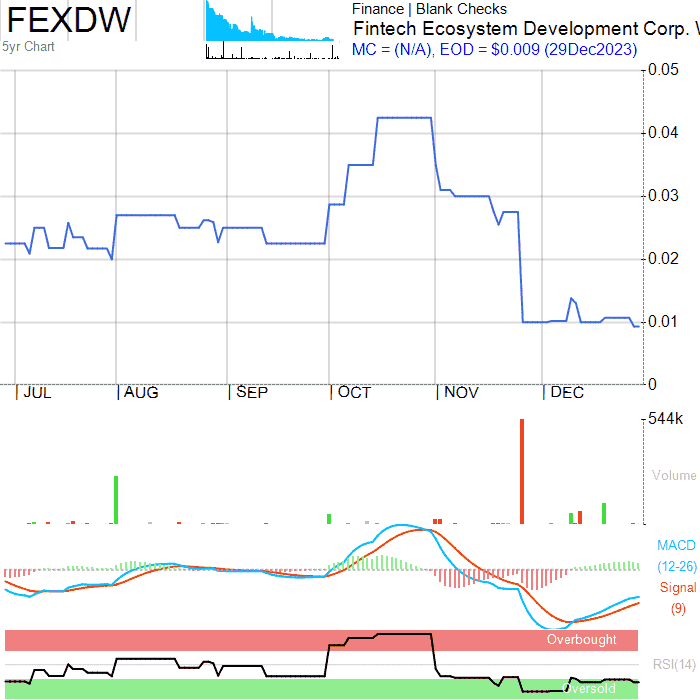 FEXDW
5yr Chart
Finance | Blank Checks
Fintech Ecosystem Development Corp.
MC = (N/A), EOD = $0.009 (29Dec2023)
0.05
0.04
0.03
0.02
0.01
0
JUL AUG SEP OCT NOV DEC
544k
Volume
MACD
(12-26)
Signal
(9)
Overbought
RSI(14)
Oversold